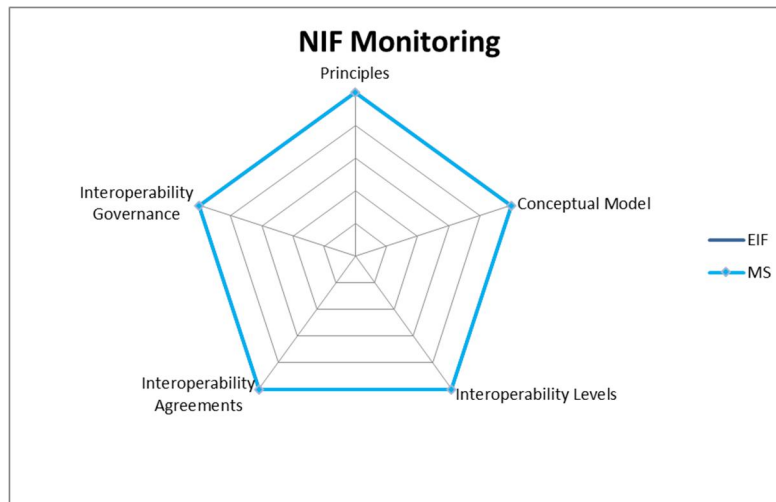 NIF Monitoring
Principles
Interoperability
Governance
Conceptual Model
EIF
MS
Interoperability
Agreements
Interoperability Levels